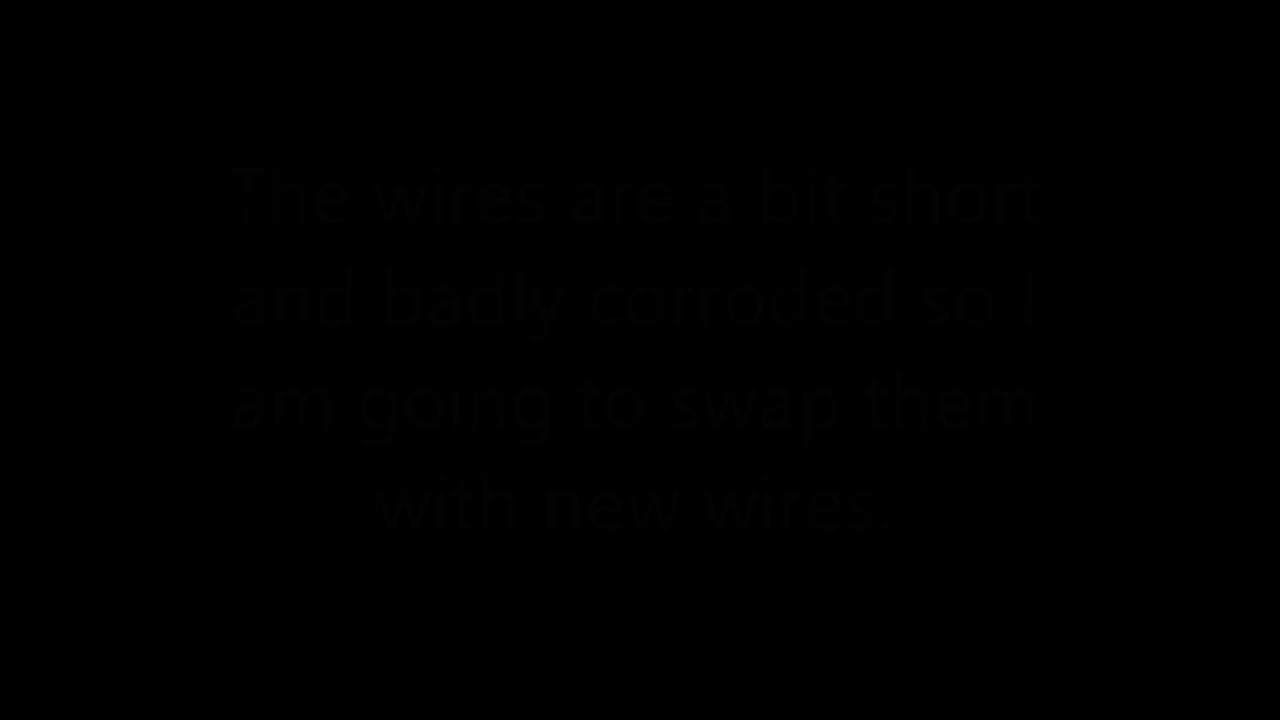 The wires are a bit short
and badly corroded so I
am going to swap them
with new wires.